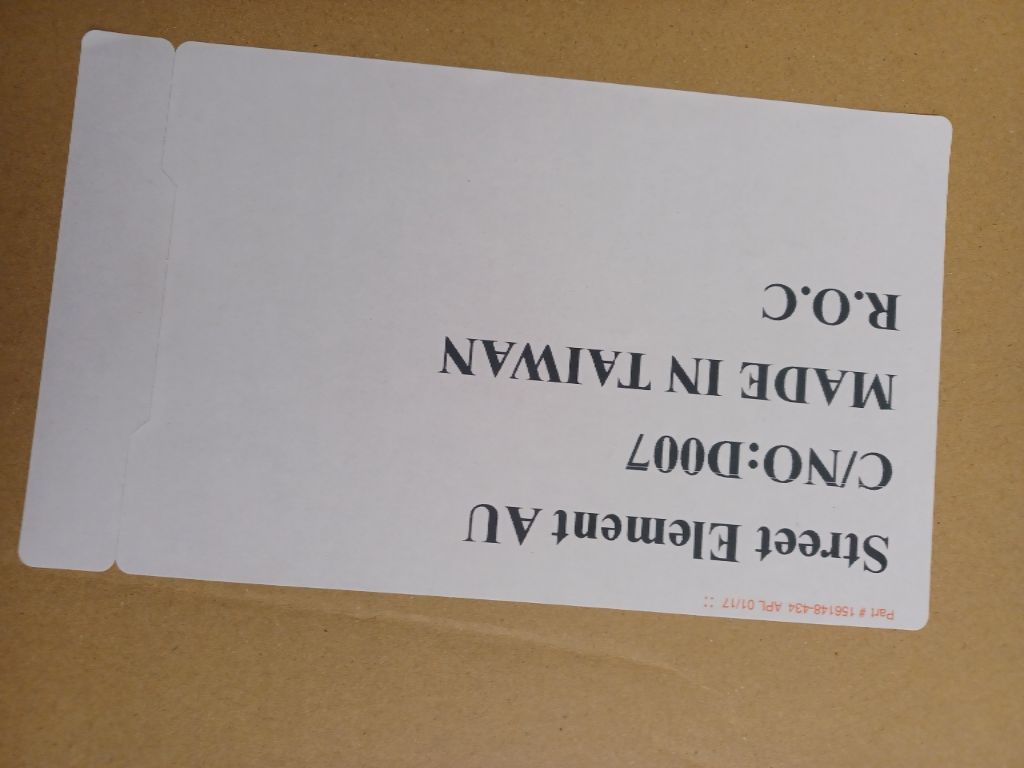 Part # 156148-434 APL 01/17
Street Element AU
C/NO:D007
MADE IN TAIWAN
R.O.C